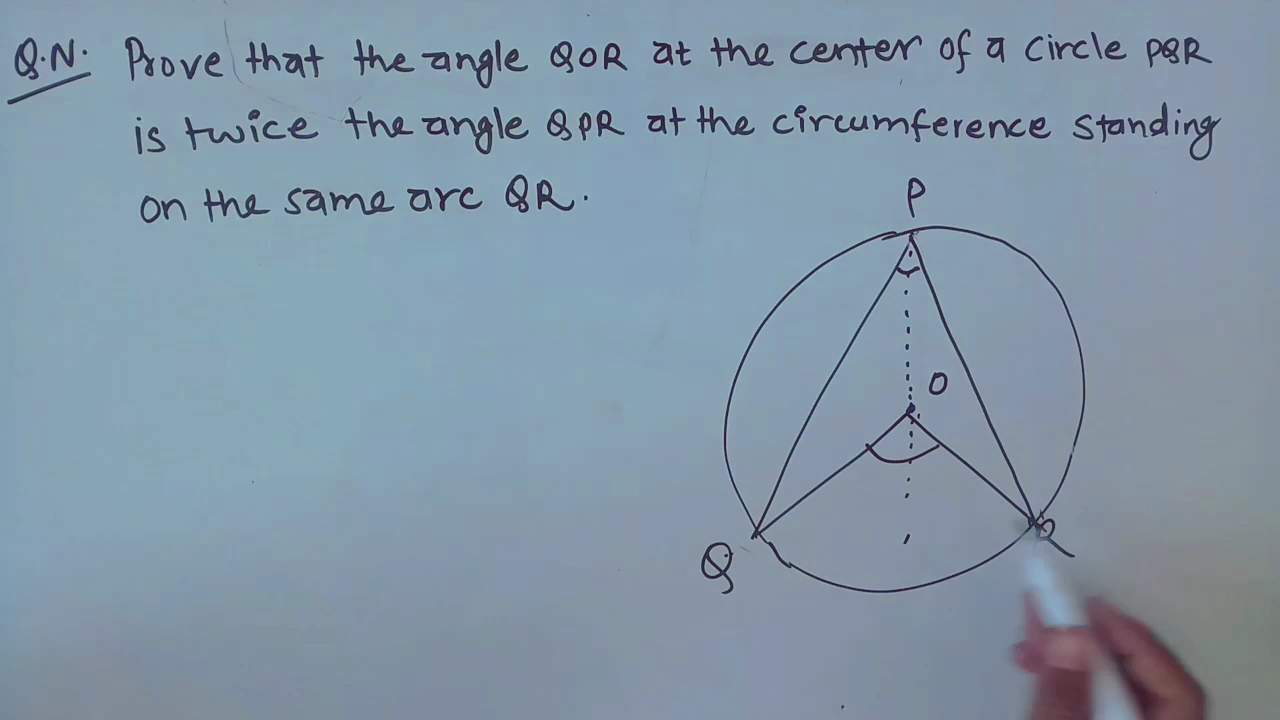 Q.N. Prove that the angle QOR at the center of a circle PQR
is twice the angle QPR at the circumference standing
on the same arc QR.
P
O
Q